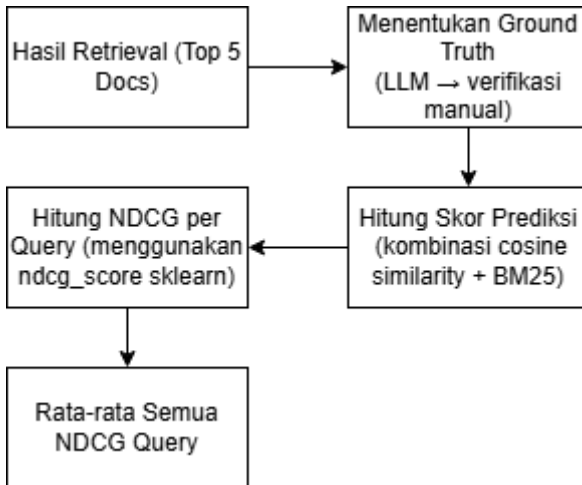 Hasil Retrieval (Top 5
Docs)
Menentukan Ground
Truth
(LLM → verifikasi
manual)
Hitung Skor Prediksi
(kombinasi cosine
similarity + BM25)
Hitung NDCG per
Query (menggunakan
ndcg_score sklearn)
Rata-rata Semua
NDCG Query